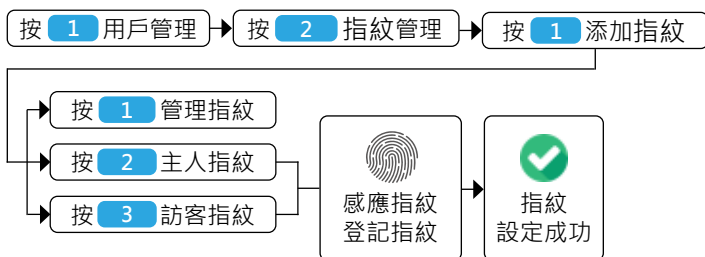 按 1 用戶管理
按 2 指紋管理
按 1 添加指紋
按 1 管理指紋
按 2 主人指紋
按 3 訪客指紋
感應指紋
登記指紋
指紋
設定成功